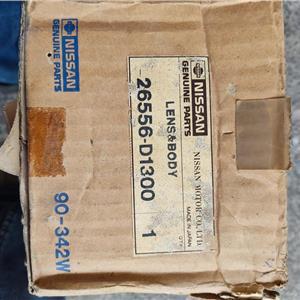 NISSAN
GENUINE PARTS
90-342W
NISSAN
GENUINE PARTS
NISSAN MOTOR CO., LTD.
MADE IN JAPAN
LENS&BODY
Q'TY
26556-D1300 1